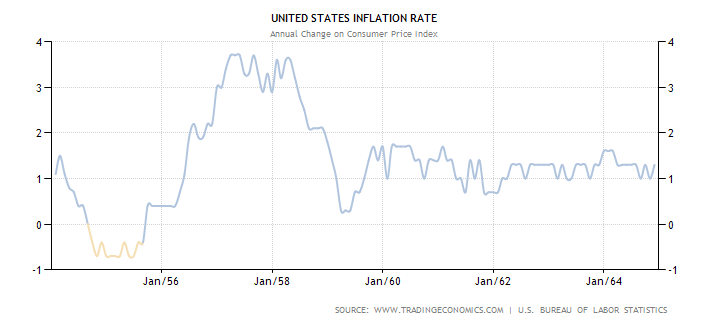 UNITED STATES INFLATION RATE
Annual Change on Consumer Price Index
4 4
3 3
2 2
1 1
0 0
-1 -1
Jan/56 Jan/58 Jan/60 Jan/62 Jan/64
SOURCE: WWW.TRADINGECONOMICS.COM | U.S. BUREAU OF LABOR STATISTICS